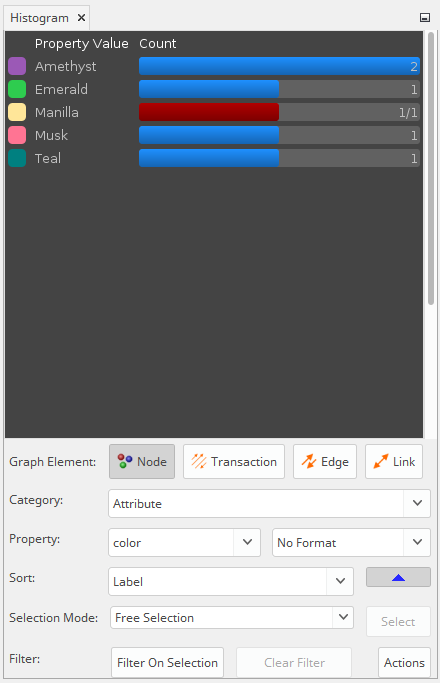 Histogram
Property Value Count
Amethyst 2
Emerald 1
Manilla 1/1
Musk 1
Teal 1
Graph Element: Node Transaction Edge Link
Category: Attribute
Property: color No Format
Sort: Label
Selection Mode: Free Selection Select
Filter: Filter On Selection Clear Filter Actions